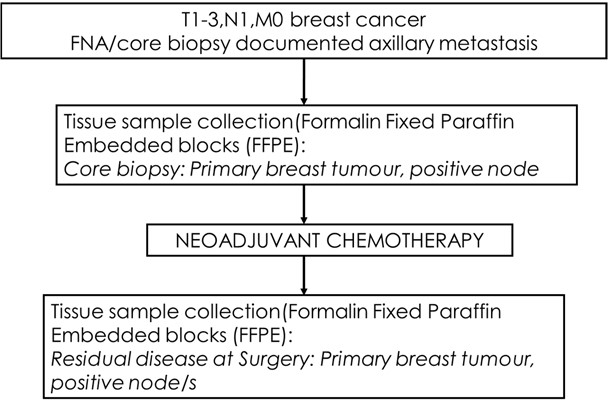 T1-3,N1,M0 breast cancer
FNA/core biopsy documented axillary metastasis
Tissue sample collection(Formalin Fixed Paraffin
Embedded blocks (FFPE):
Core biopsy: Primary breast tumour, positive node
NEOADJUVANT CHEMOTHERAPY
Tissue sample collection(Formalin Fixed Paraffin
Embedded blocks (FFPE):
Residual disease at Surgery: Primary breast tumour,
positive node/s